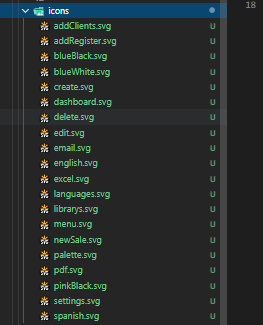 icons
18
addClients.svg U
addRegister.svg U
blueBlack.svg U
blueWhite.svg U
create.svg U
dashboard.svg U
delete.svg U
edit.svg U
email.svg U
english.svg U
excel.svg U
languages.svg U
librarys.svg U
menu.svg U
newSale.svg U
palette.svg U
pdf.svg U
pinkBlack.svg U
settings.svg U
spanish.svg U